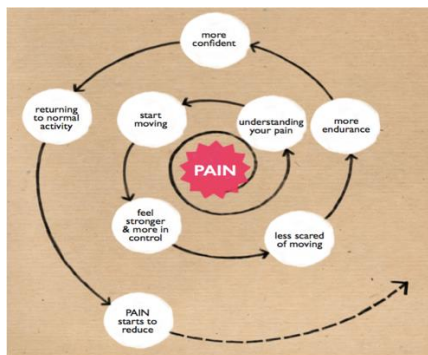 PAIN
understanding
your pain
start
moving
feel
stronger
& more in
control
less scared
of moving
more
endurance
more
confident
returning
to normal
activity
PAIN
starts to
reduce